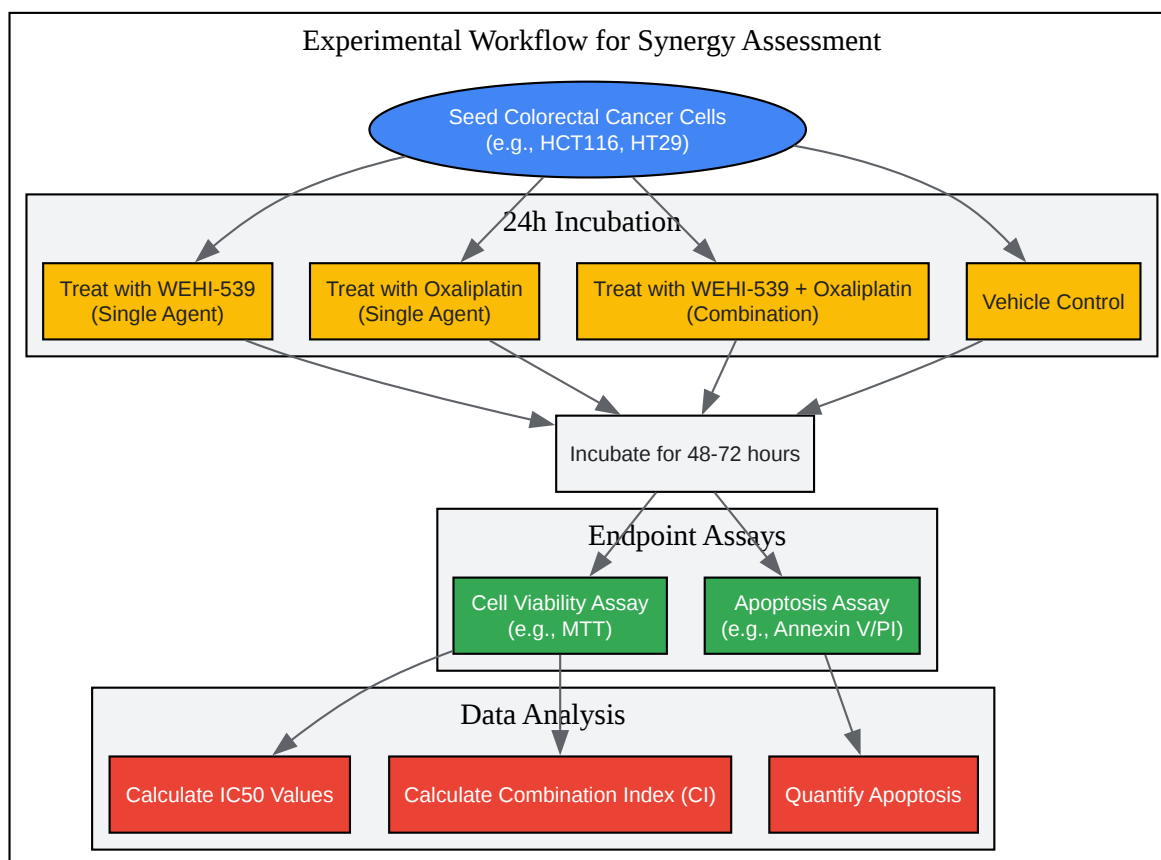 Experimental Workflow for Synergy Assessment
Seed Colorectal Cancer Cells
(e.g., HCT116, HT29)
24h Incubation
Treat with WEHI-539
(Single Agent)
Treat with Oxaliplatin
(Single Agent)
Treat with WEHI-539 + Oxaliplatin
(Combination)
Vehicle Control
Incubate for 48-72 hours
Endpoint Assays
Cell Viability Assay
(e.g., MTT)
Apoptosis Assay
(e.g., Annexin V/PI)
Data Analysis
Calculate IC50 Values
Calculate Combination Index (CI)
Quantify Apoptosis